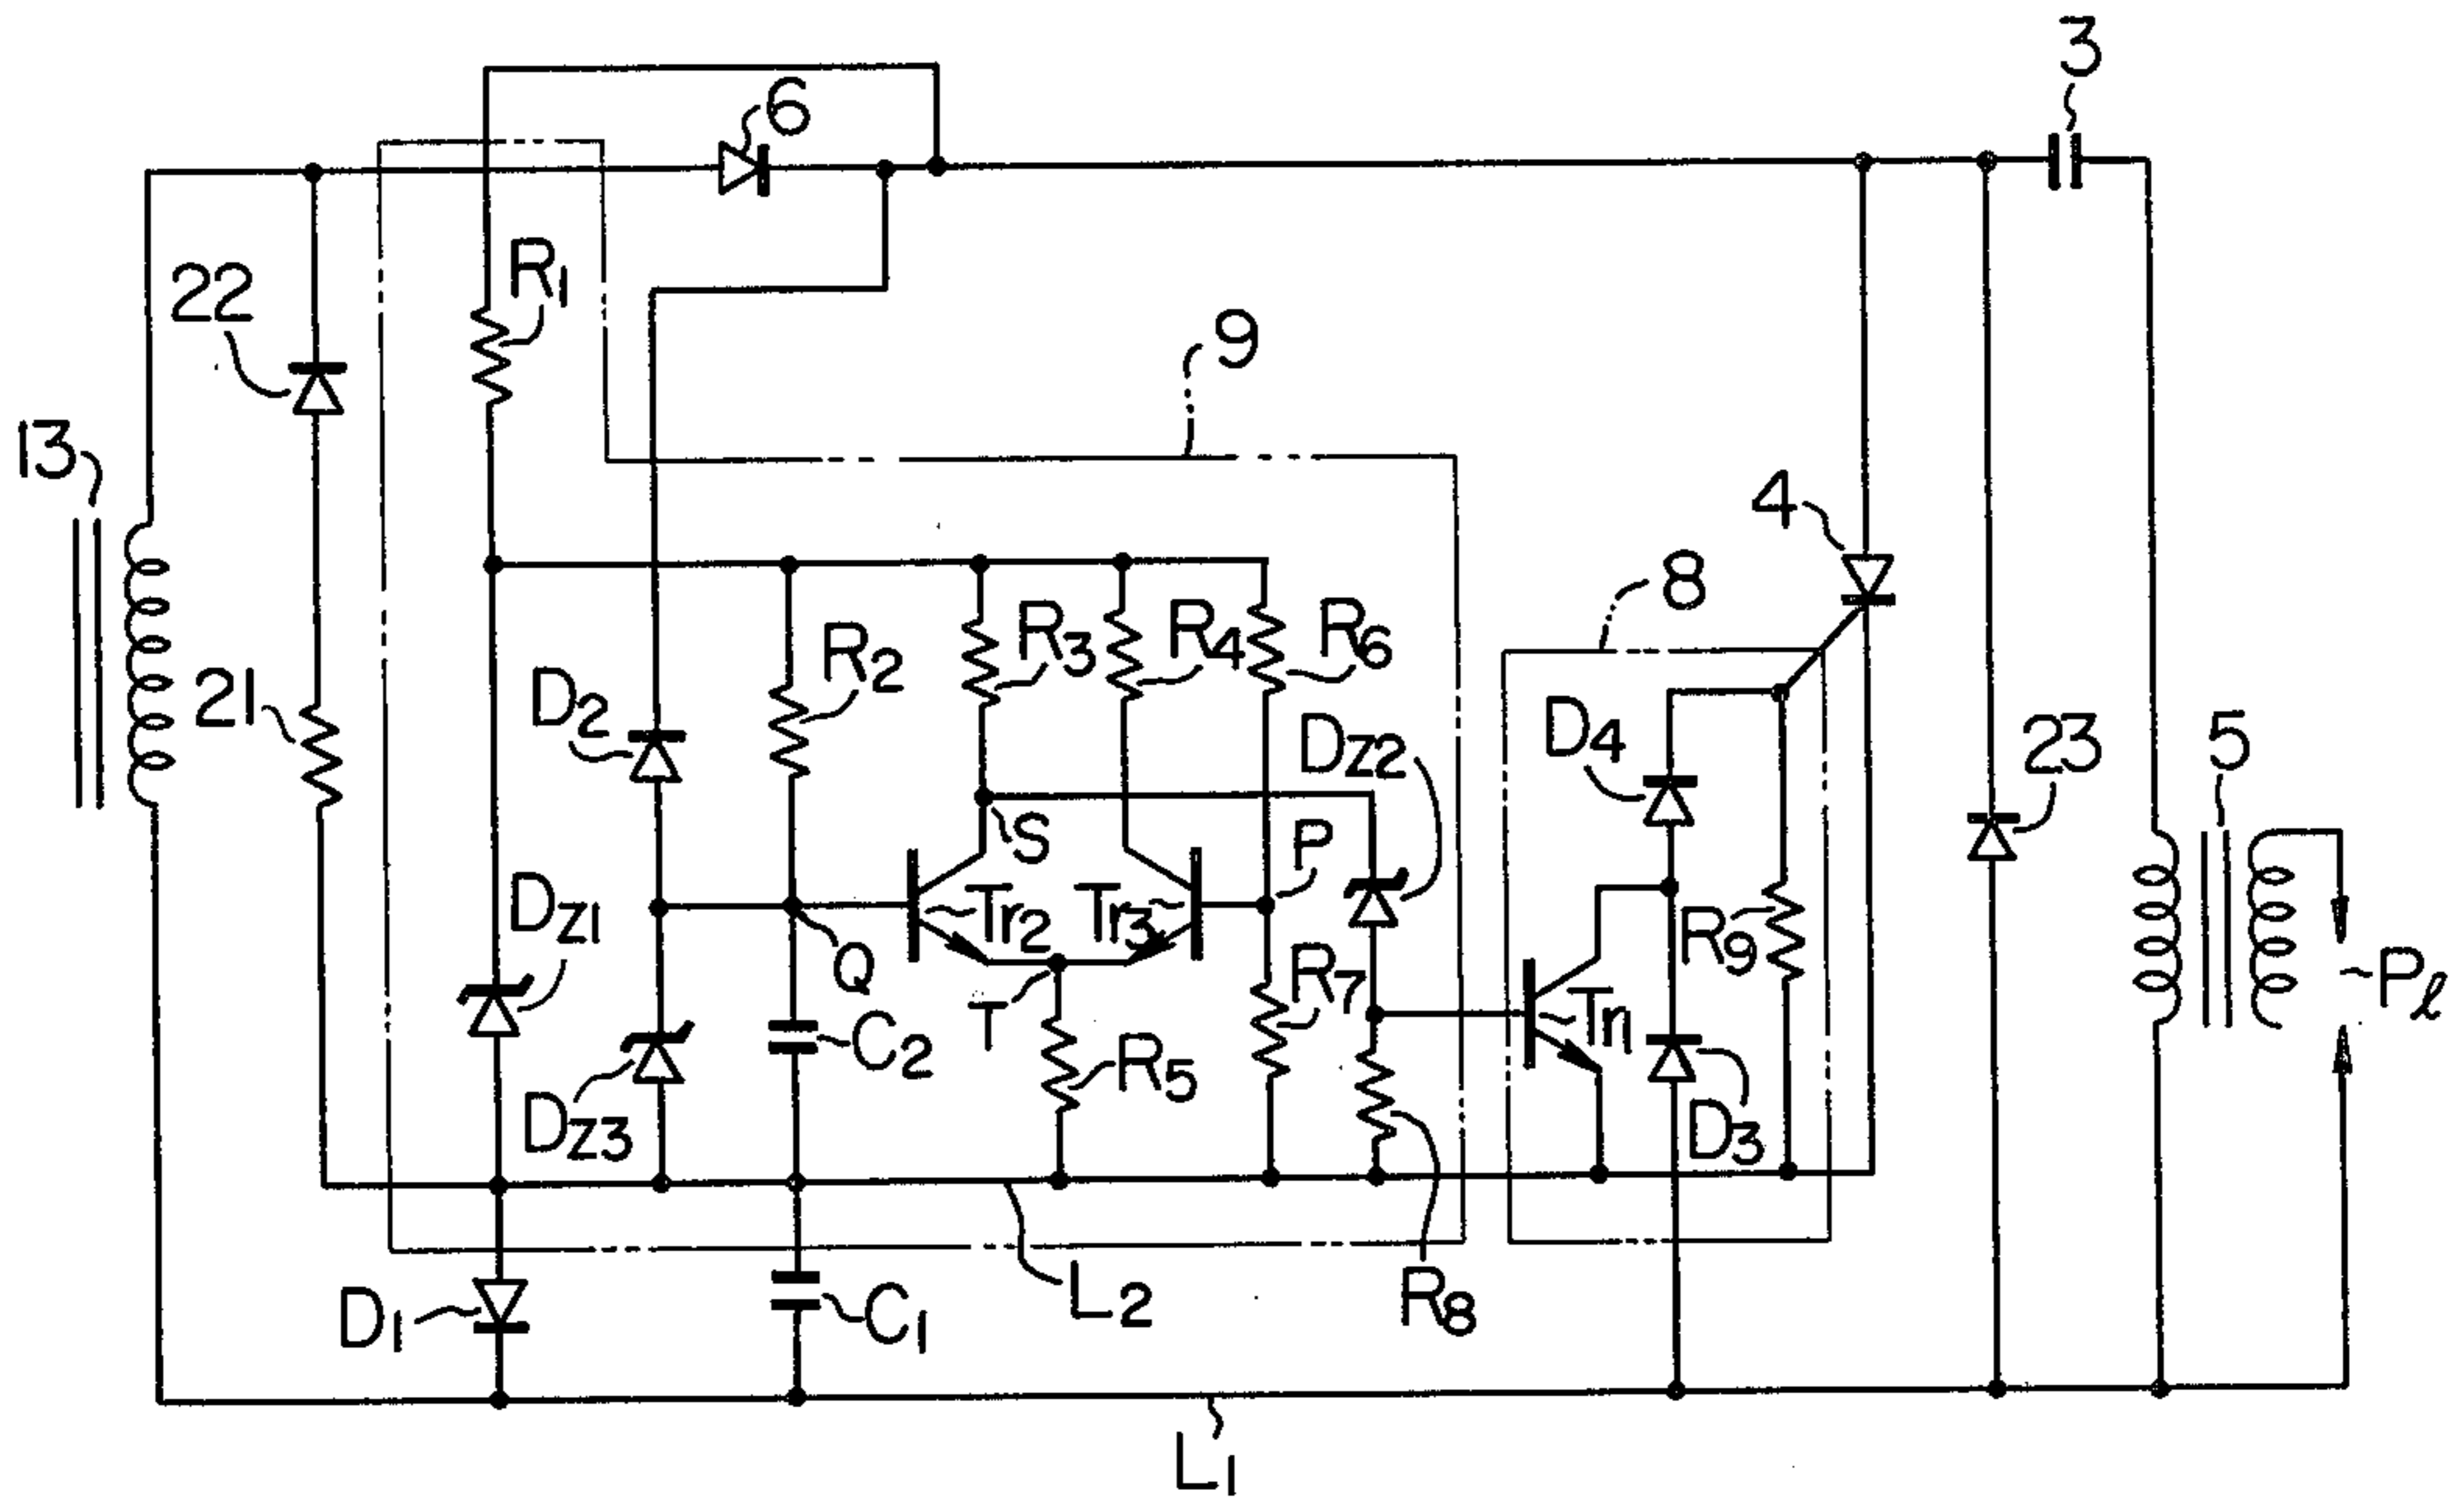 3
6
R1
22
9
13
4
8
R2
R3
R4
R6
D2
21
DZ2
D4
23
5
S
P
DZ1
Tr2
Tr3
R9
Q
R7
Pℓ
T
C2
R5
Tr1
DZ3
D3
D1
C1
L2
R8
L1